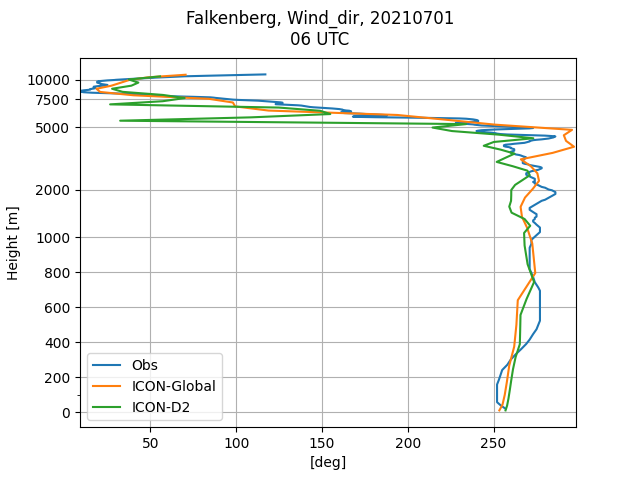 Falkenberg, Wind_dir, 20210701
06 UTC
10000
7500
5000
2000
1000
800
600
400
200
0
Height [m]
Obs
ICON-Global
ICON-D2
50
100
150
200
250
[deg]